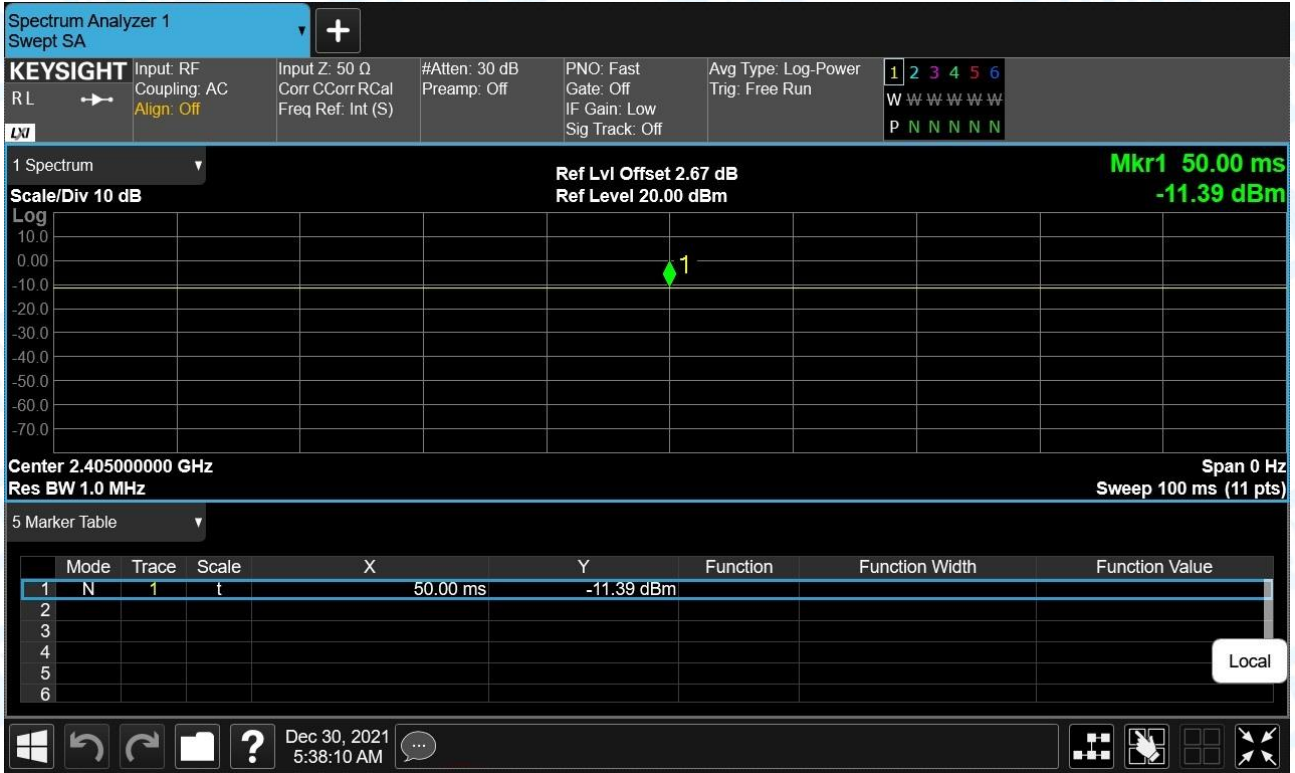 Spectrum Analyzer 1
Swept SA
KEYSIGHT
R L
LXI
Input: RF
Coupling: AC
Align: Off
Input Z: 50 Ω
Corr CCorr RCal
Freq Ref: Int (S)
#Atten: 30 dB
Preamp: Off
PNO: Fast
Gate: Off
IF Gain: Low
Sig Track: Off
Avg Type: Log-Power
Trig: Free Run
1 2 3 4 5 6
W W W W W W
P N N N N N
1 Spectrum
Scale/Div 10 dB
Ref Lvl Offset 2.67 dB
Ref Level 20.00 dBm
Mkr1 50.00 ms
-11.39 dBm
Log
10.0
0.00
-10.0
-20.0
-30.0
-40.0
-50.0
-60.0
-70.0
1
Center 2.405000000 GHz
Res BW 1.0 MHz
Span 0 Hz
Sweep 100 ms (11 pts)
5 Marker Table
Mode Trace Scale X Y Function Function Width Function Value
1 N 1 t 50.00 ms -11.39 dBm
2
3
4
5
6
Local
?
Dec 30, 2021
5:38:10 AM